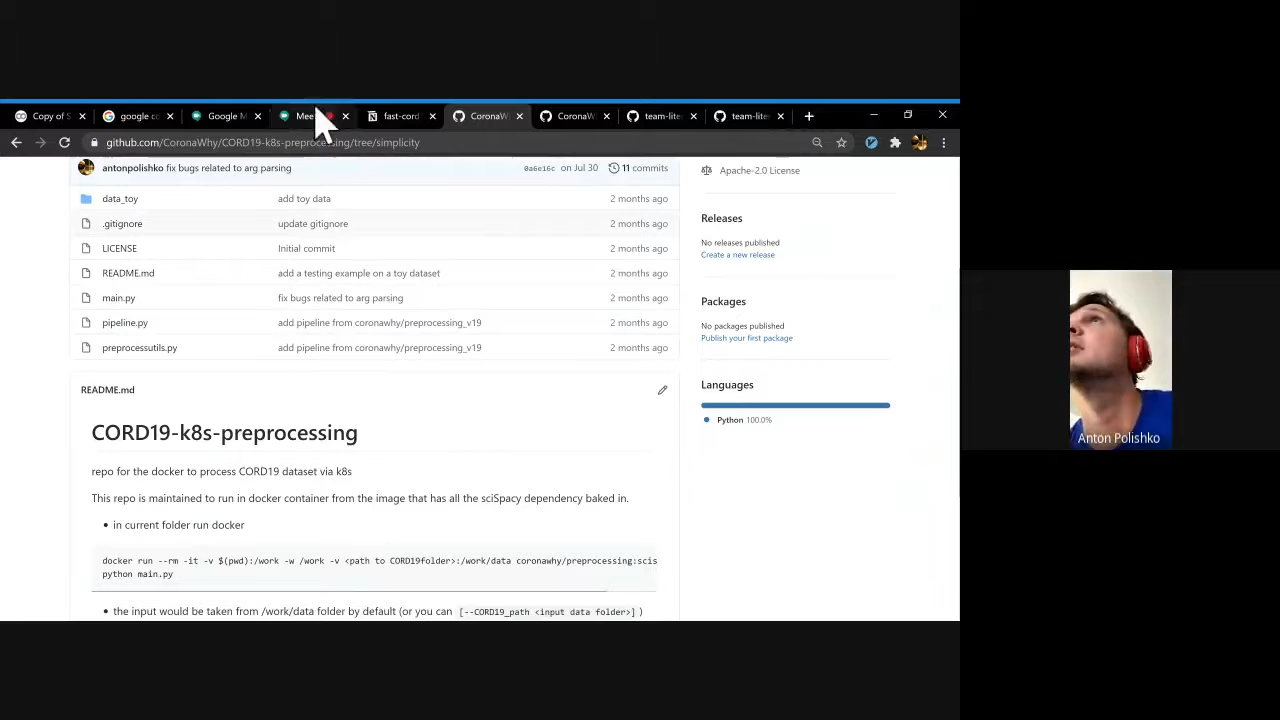 Copy of S
google co
Google M
Mee
fast-cord
CoronaW
CoronaW
team-lite
team-lite
github.com/CoronaWhy/CORD19-k8s-preprocessing/tree/simplicity
antonpolishko fix bugs related to arg parsing 0a6e16c on Jul 30 11 commits
data_toy add toy data 2 months ago
.gitignore update gitignore 2 months ago
LICENSE Initial commit 2 months ago
README.md add a testing example on a toy dataset 2 months ago
main.py fix bugs related to arg parsing 2 months ago
pipeline.py add pipeline from coronawhy/preprocessing_v19 2 months ago
preprocessutils.py add pipeline from coronawhy/preprocessing_v19 2 months ago
README.md
CORD19-k8s-preprocessing
repo for the docker to process CORD19 dataset via k8s
This repo is maintained to run in docker container from the image that has all the sciSpacy dependency baked in.
• in current folder run docker
docker run --rm -it -v $(pwd):/work -w /work -v <path to CORD19folder>:/work/data coronawhy/preprocessing:scis
python main.py
• the input would be taken from /work/data folder by default (or you can [--CORD19_path <input data folder>] )
Apache-2.0 License
Releases
No releases published
Create a new release
Packages
No packages published
Publish your first package
Languages
Python 100.0%
Anton Polishko